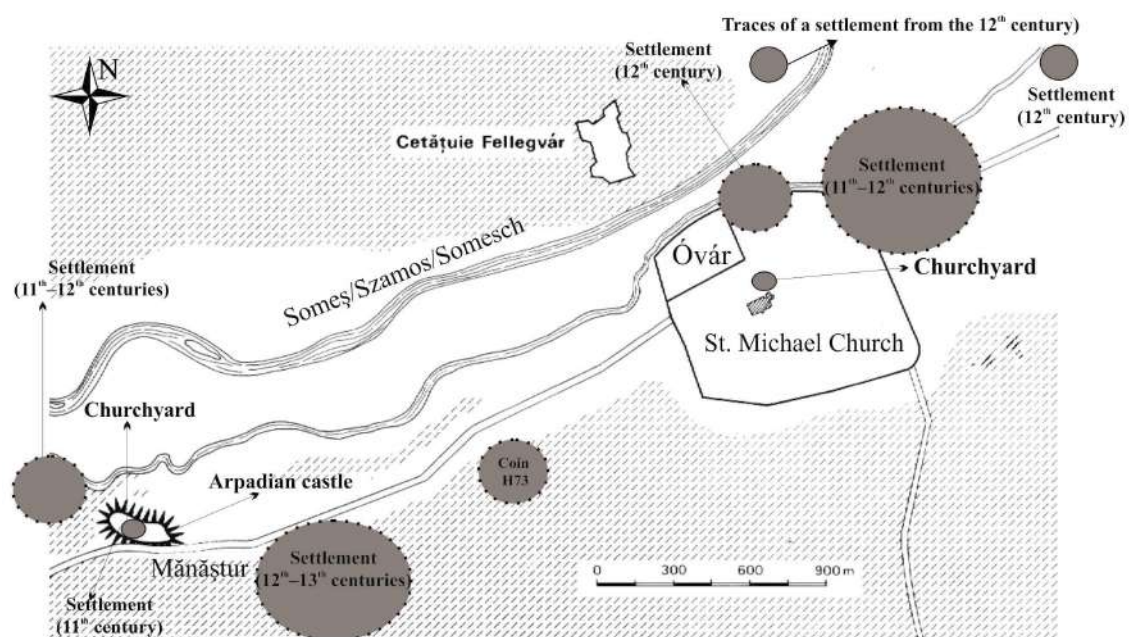 Traces of a settlement from the 12th century)
N
Settlement
(12th century)
Settlement
(12th century)
Cetățuie Fellegvár
Settlement
(11th–12th centuries)
Óvár
Churchyard
Someş/Szamos/Somesch
Settlement
(11th–12th centuries)
St. Michael Church
Churchyard
Coin
H73
Arpadian castle
Mănăştur
Settlement
(12th–13th centuries)
Settlement
(11th century)
0 300 600 900 m